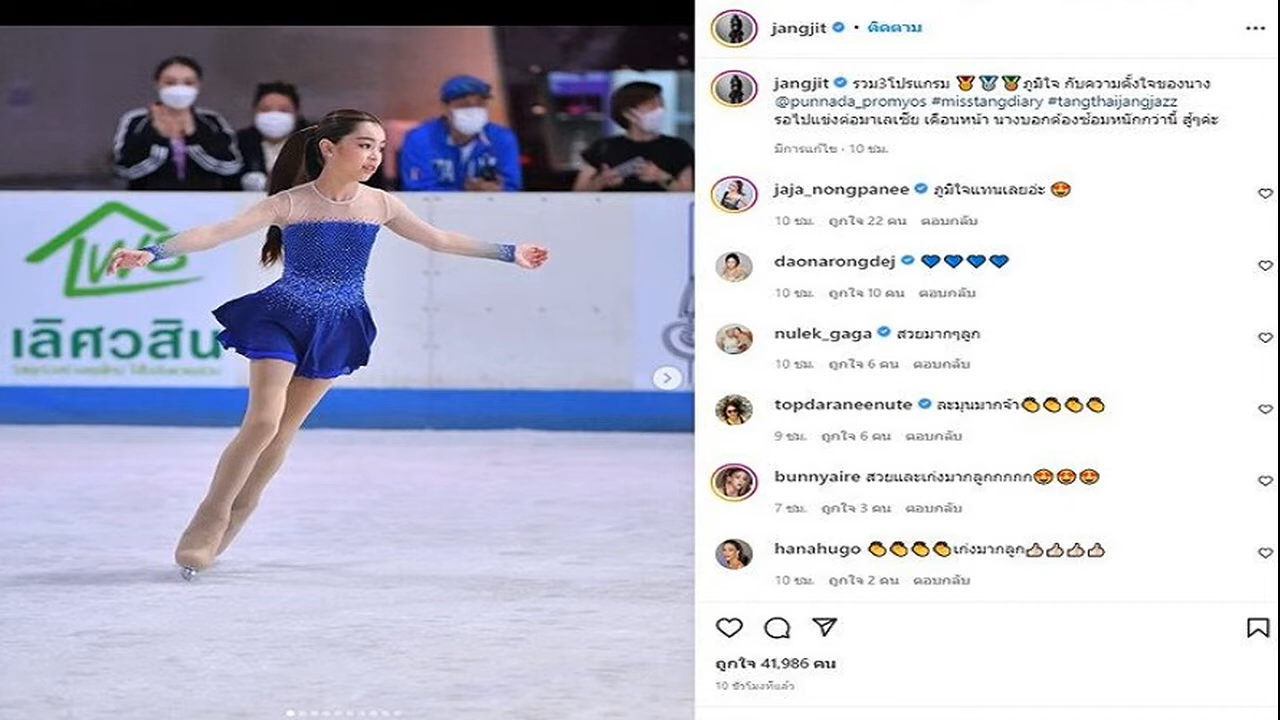 LWS
เลิศวสิน
jangjit • ติดตาม
jangjit รวม3โปรแกรม 🥇🥈🥉ภูมิใจ กับความตั้งใจของนาง
@punnada_promyos #misstangdiary #tangthaijangjazz
รอไปแข่งต่อมาเลเซีย เดือนหน้า นางบอกต้องซ้อมหนักกว่านี้ สู้ๆค่ะ
มีการแก้ไข · 10 ชม.
jaja_nongpanee ภูมิใจแทนเลยอ่ะ 😍
10 ชม. ถูกใจ 22 คน ตอบกลับ
daonarongdej 💙💙💙💙
10 ชม. ถูกใจ 10 คน ตอบกลับ
nulek_gaga สวยมากๆลูก
10 ชม. ถูกใจ 6 คน ตอบกลับ
topdaraneenute ละมุนมากจ้า👏👏👏👏
9 ชม. ถูกใจ 6 คน ตอบกลับ
bunnyaire สวยและเก่งมากลูกกกกก😍😍😍
7 ชม. ถูกใจ 3 คน ตอบกลับ
hanahugo 👏👏👏👏เก่งมากลูก👍🏻👍🏻👍🏻👍🏻
10 ชม. ถูกใจ 2 คน ตอบกลับ
ถูกใจ 41,986 คน
10 ชั่วโมงที่แล้ว